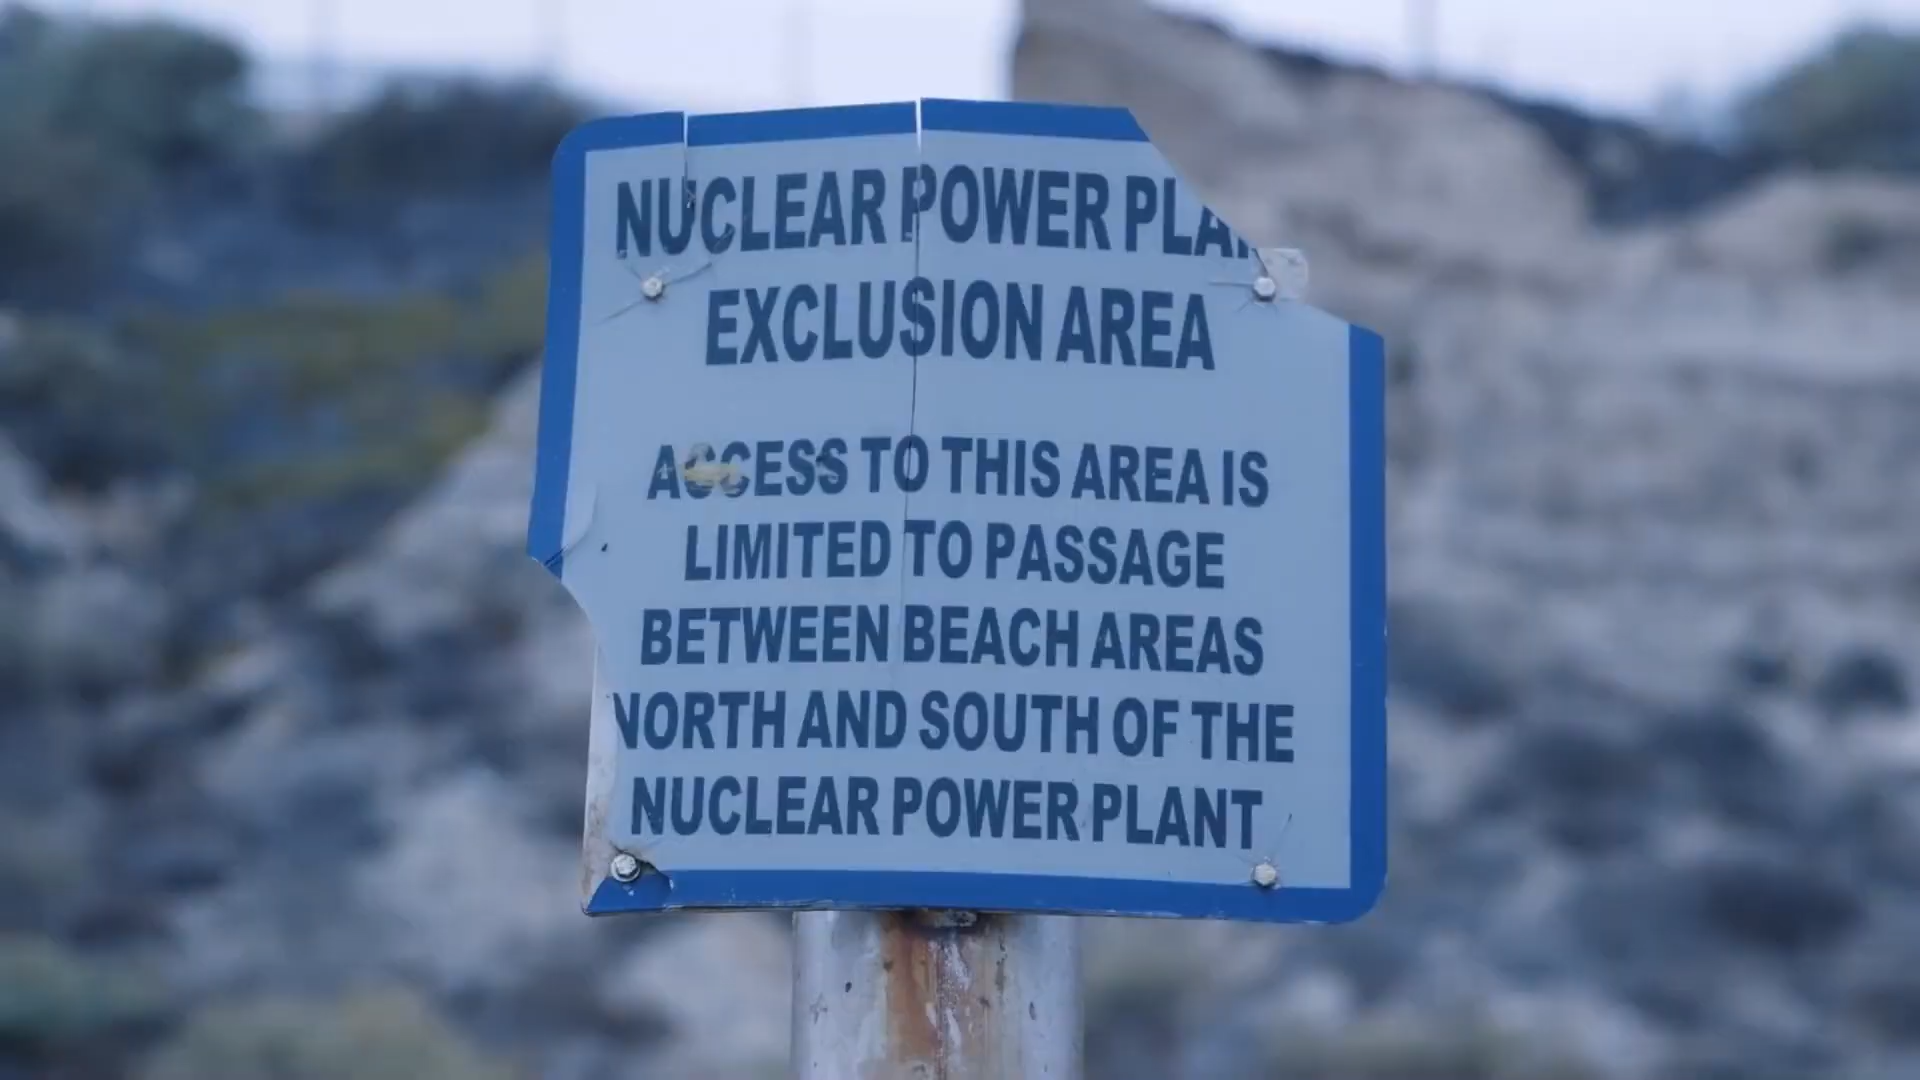 NUCLEAR POWER PLA
EXCLUSION AREA
ACCESS TO THIS AREA IS
LIMITED TO PASSAGE
BETWEEN BEACH AREAS
NORTH AND SOUTH OF THE
NUCLEAR POWER PLANT